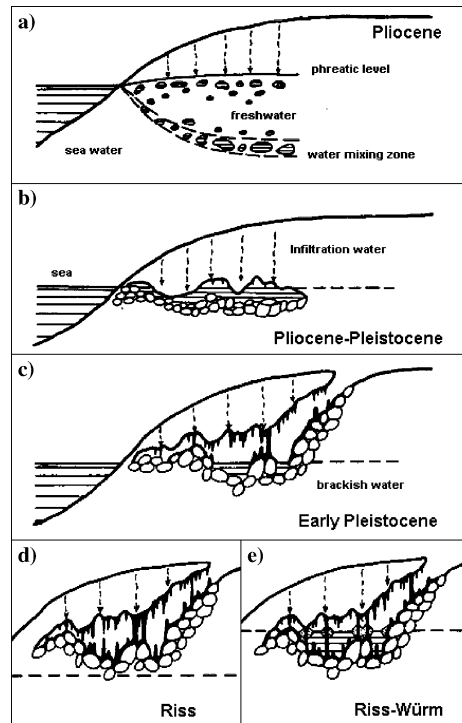 a)
Pliocene
phreatic level
freshwater
sea water
water mixing zone
b)
Infiltration water
sea
Pliocene-Pleistocene
c)
brackish water
Early Pleistocene
d)
e)
Riss
Riss-Würm